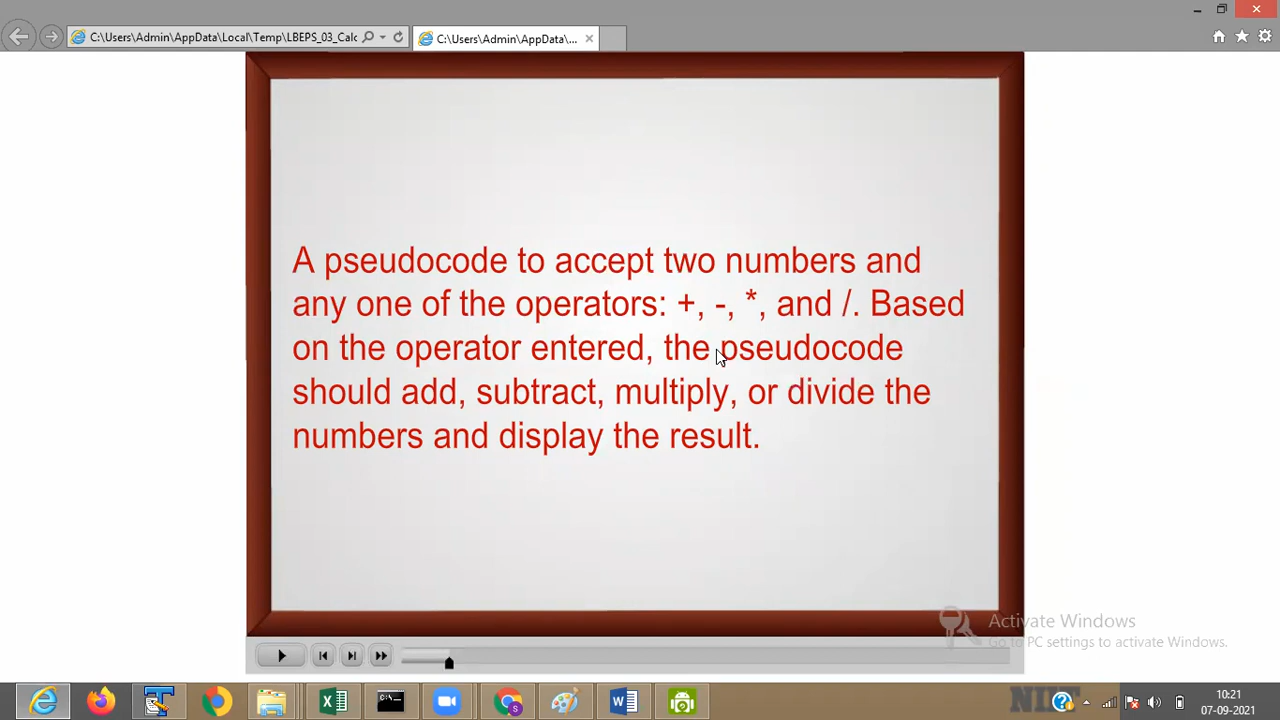 C:\Users\Admin\AppData\Local\Temp\LBEPS_03_Calc
C:\Users\Admin\AppData\...
A pseudocode to accept two numbers and
any one of the operators: +, -, *, and /. Based
on the operator entered, the pseudocode
should add, subtract, multiply, or divide the
numbers and display the result.
Activate Windows
Go to PC settings to activate Windows.
10:21
07-09-2021